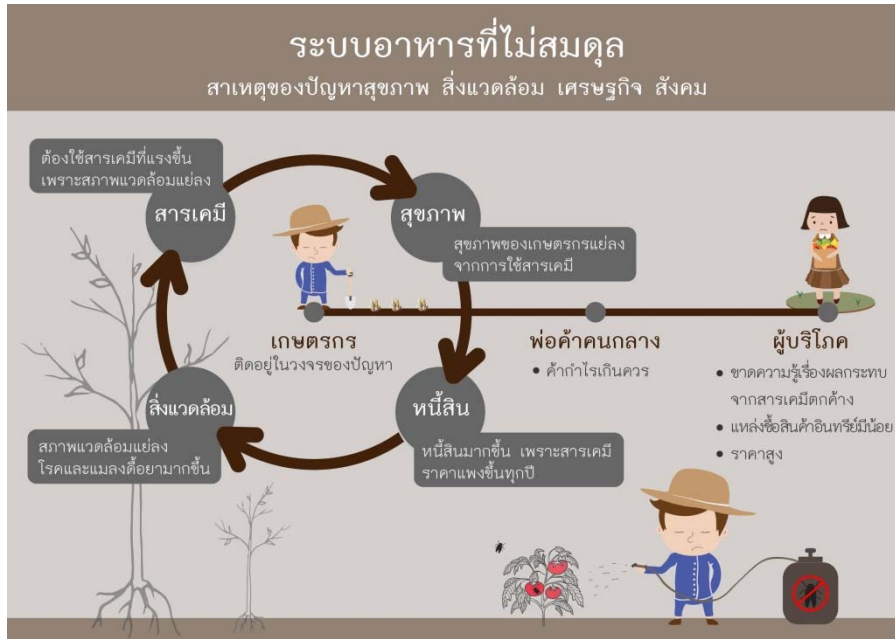 ระบบอาหารที่ไม่สมดุล
สาเหตุของปัญหาสุขภาพ สิ่งแวดล้อม เศรษฐกิจ สังคม
ต้องใช้สารเคมีที่แรงขึ้น
เพราะสภาพแวดล้อมแย่ลง
สารเคมี
สุขภาพ
สุขภาพของเกษตรกรแย่ลง
จากการใช้สารเคมี
เกษตรกร
ติดอยู่ในวงจรของปัญหา
พ่อค้าคนกลาง
• ค้ากำไรเกินควร
ผู้บริโภค
• ขาดความรู้เรื่องผลกระทบ
จากสารเคมีตกค้าง
• แหล่งซื้อสินค้าอินทรีย์มีน้อย
• ราคาสูง
สิ่งแวดล้อม
สภาพแวดล้อมแย่ลง
โรคและแมลงดื้อยามากขึ้น
หนี้สิน
หนี้สินมากขึ้น เพราะสารเคมี
ราคาแพงขึ้นทุกปี